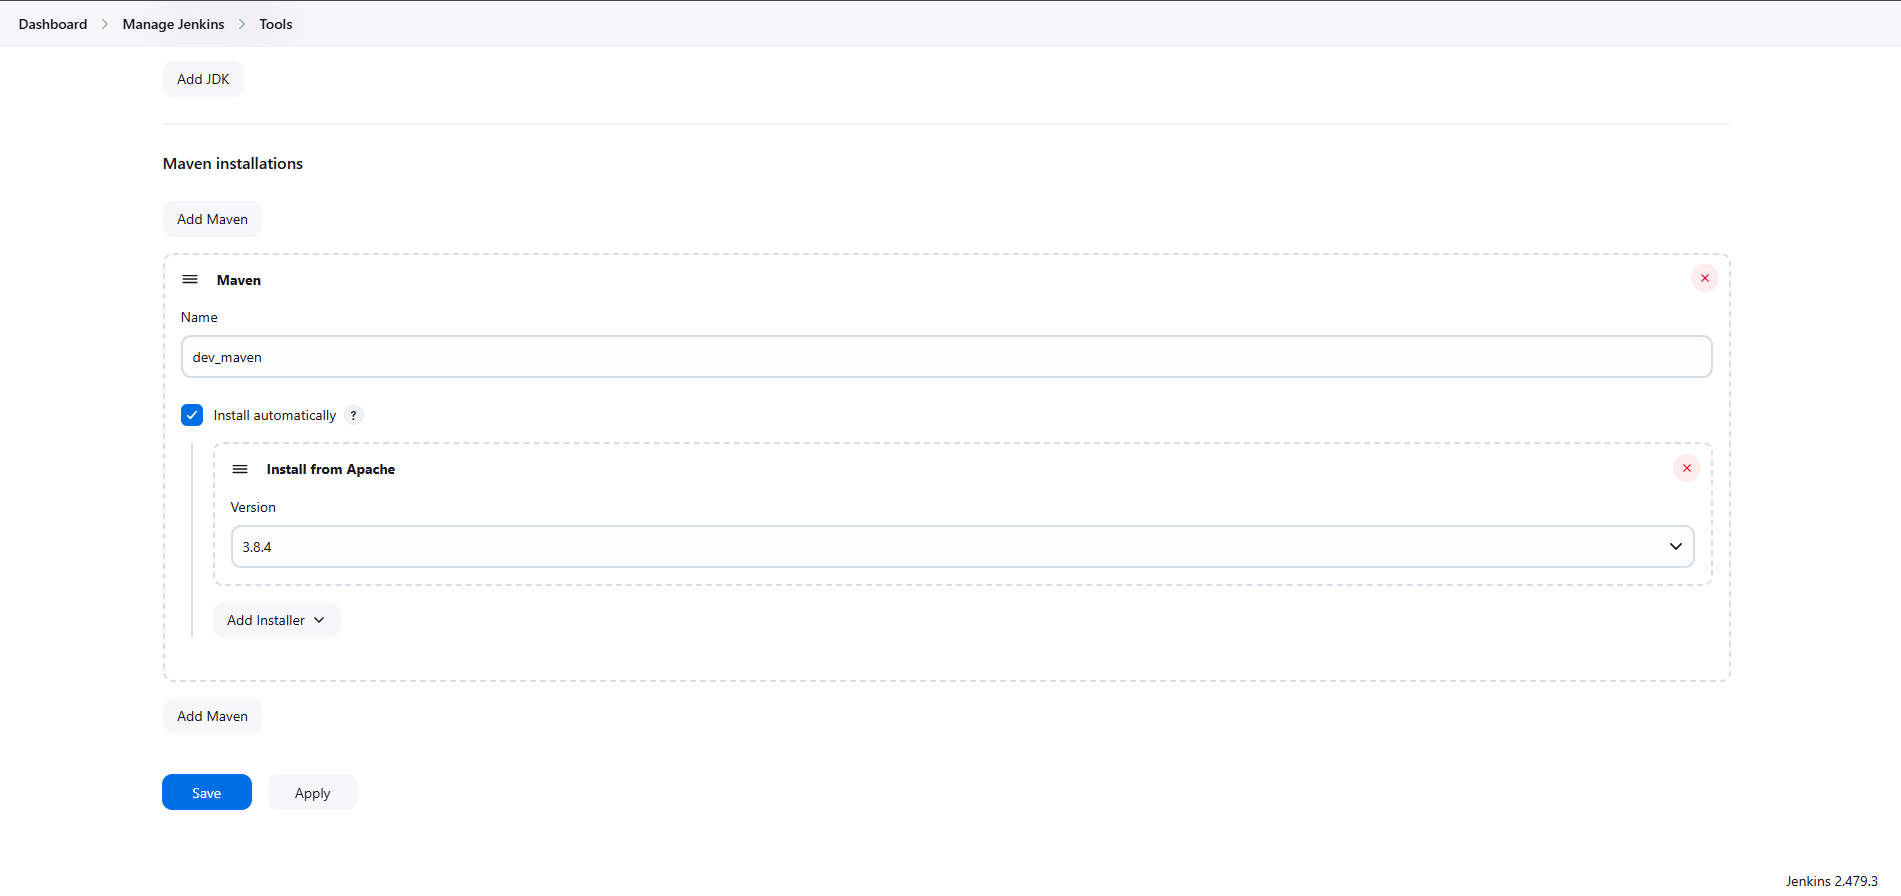 Dashboard > Manage Jenkins > Tools
Add JDK
Maven installations
Add Maven
Maven
Name
dev_maven
Install automatically ?
Install from Apache
Version
3.8.4
Add Installer
Add Maven
Save Apply
Jenkins 2.479.3